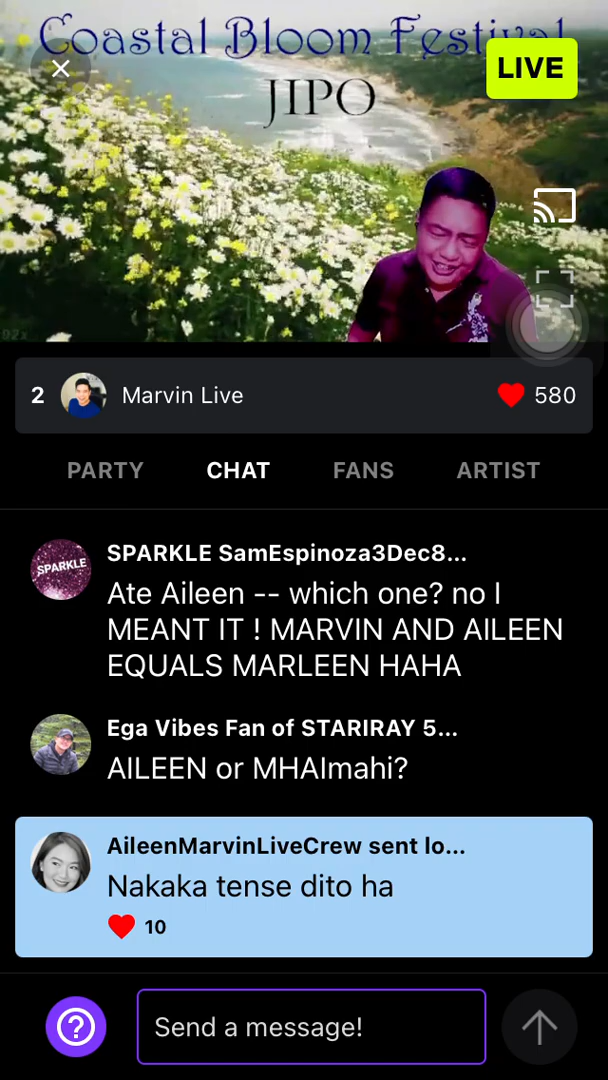 Coastal Bloom Festival
LIVE
JIPO
2 Marvin Live 580
PARTY CHAT FANS ARTIST
SPARKLE
SPARKLE SamEspinoza3Dec8...
Ate Aileen -- which one? no I
MEANT IT ! MARVIN AND AILEEN
EQUALS MARLEEN HAHA
Ega Vibes Fan of STARIRAY 5...
AILEEN or MHAImahi?
AileenMarvinLiveCrew sent lo...
Nakaka tense dito ha
10
Send a message!